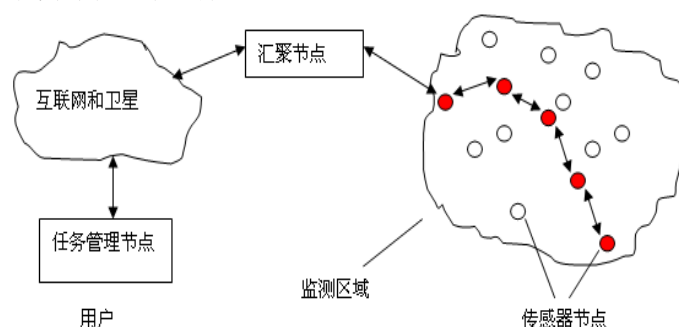 汇聚节点
互联网和卫星
任务管理节点
监测区域
用户
传感器节点